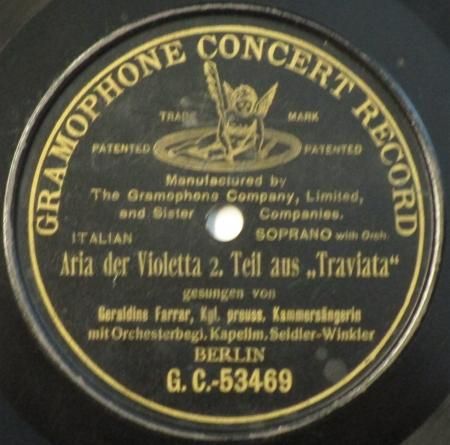 GRAMOPHONE CONCERT RECORD
TRADE MARK
PATENTED PATENTED
Manufactured by
The Gramophone Company, Limited,
and Sister Companies.
ITALIAN SOPRANO with Orch.
Aria der Violetta 2. Teil aus „Traviata“
gesungen von
Geraldine Farrar, Kgl. preuss. Kammersängerin
mit Orchesterbegl. Kapellm. Seidler-Winkler
BERLIN
G. C.-53469